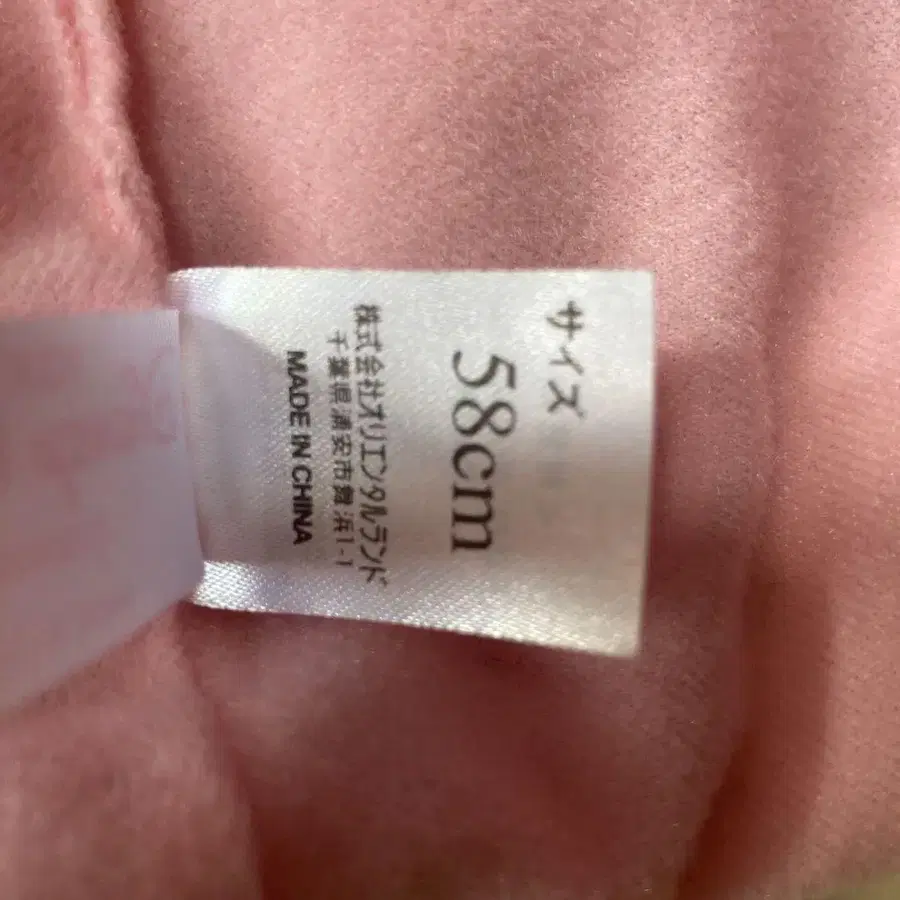 サイズ
58cm
株式会社オリエンタルランド
千葉県浦安市舞浜1-1
MADE IN CHINA